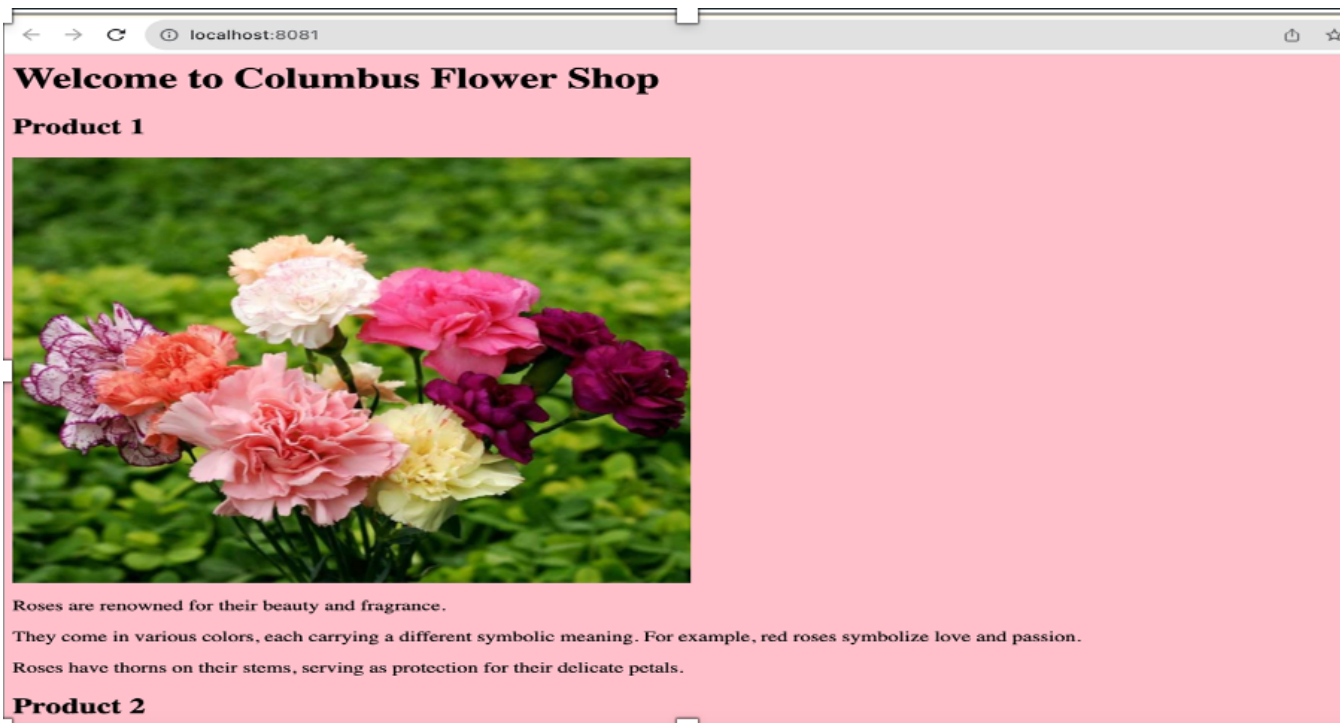 localhost:8081
Welcome to Columbus Flower Shop
Product 1
Roses are renowned for their beauty and fragrance.
They come in various colors, each carrying a different symbolic meaning. For example, red roses symbolize love and passion.
Roses have thorns on their stems, serving as protection for their delicate petals.
Product 2